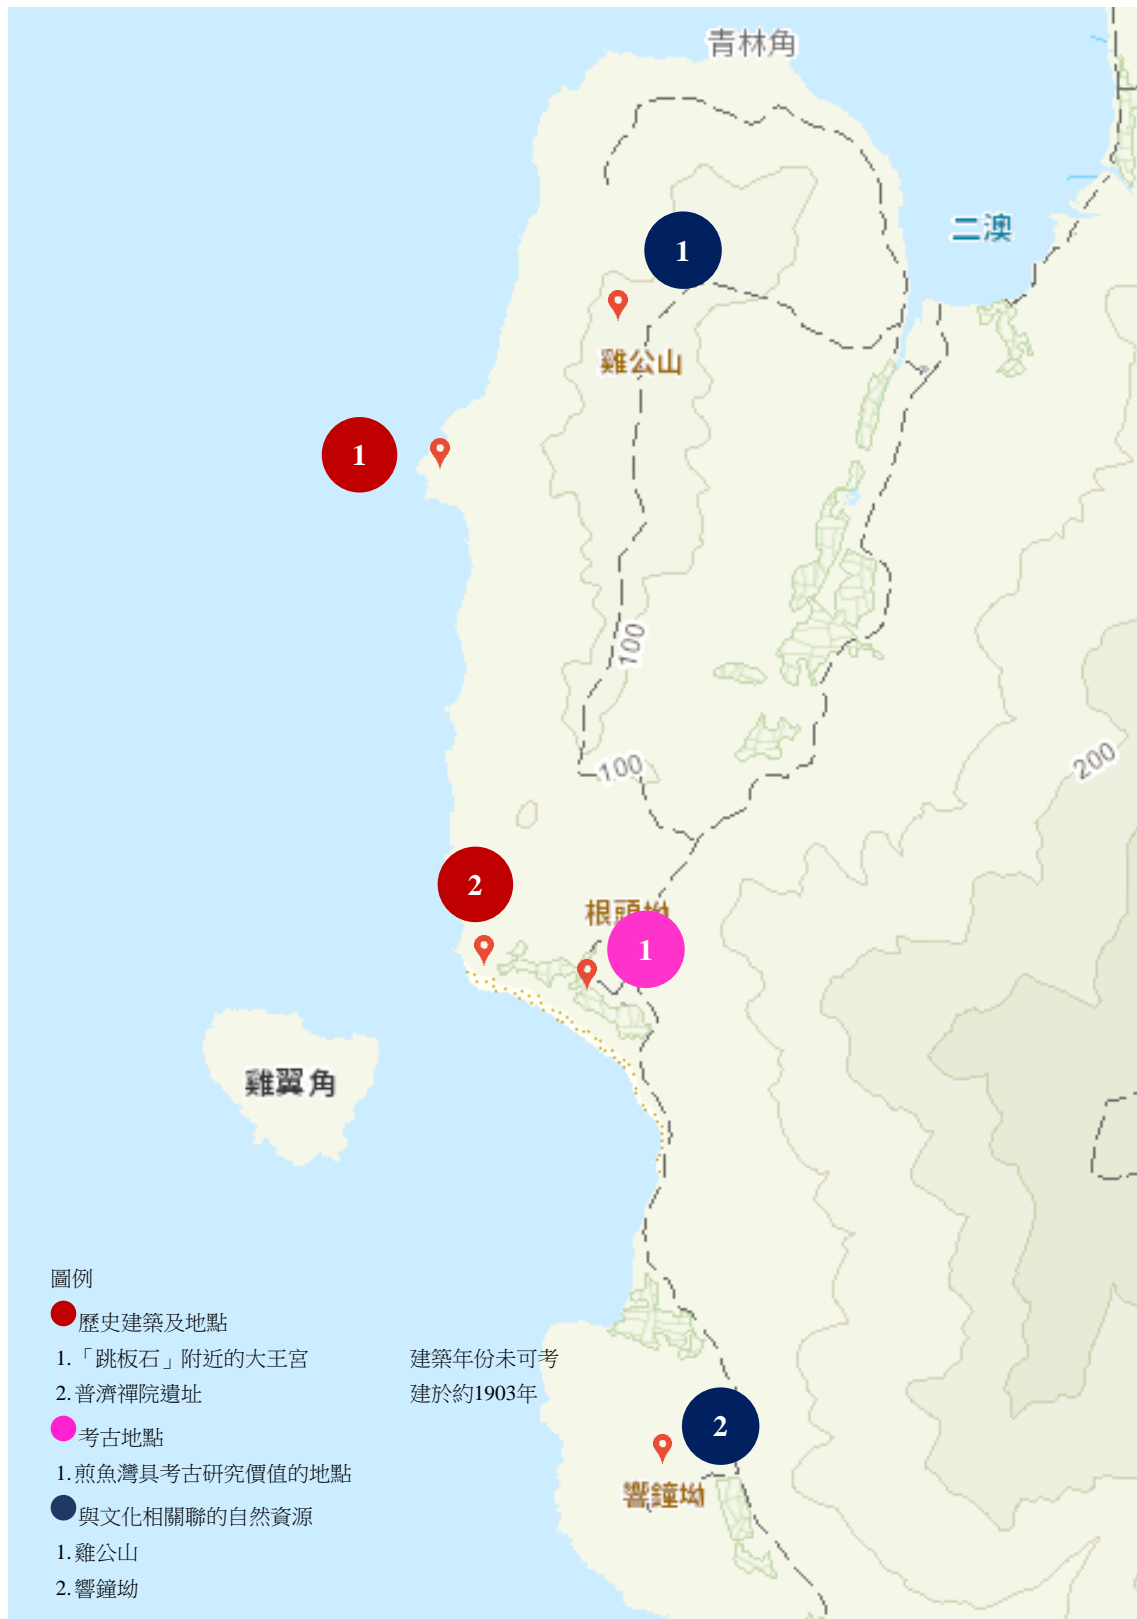 青林角
二澳
1
雞公山
1
100
100
200
2
根頭坳
1
雞翼角
圖例
歷史建築及地點
1.「跳板石」附近的大王宮 建築年份未可考
2.普濟禪院遺址 建於約1903年
考古地點
1.煎魚灣具考古研究價值的地點
與文化相關聯的自然資源
1.雞公山
2.響鐘坳
2
響鐘坳